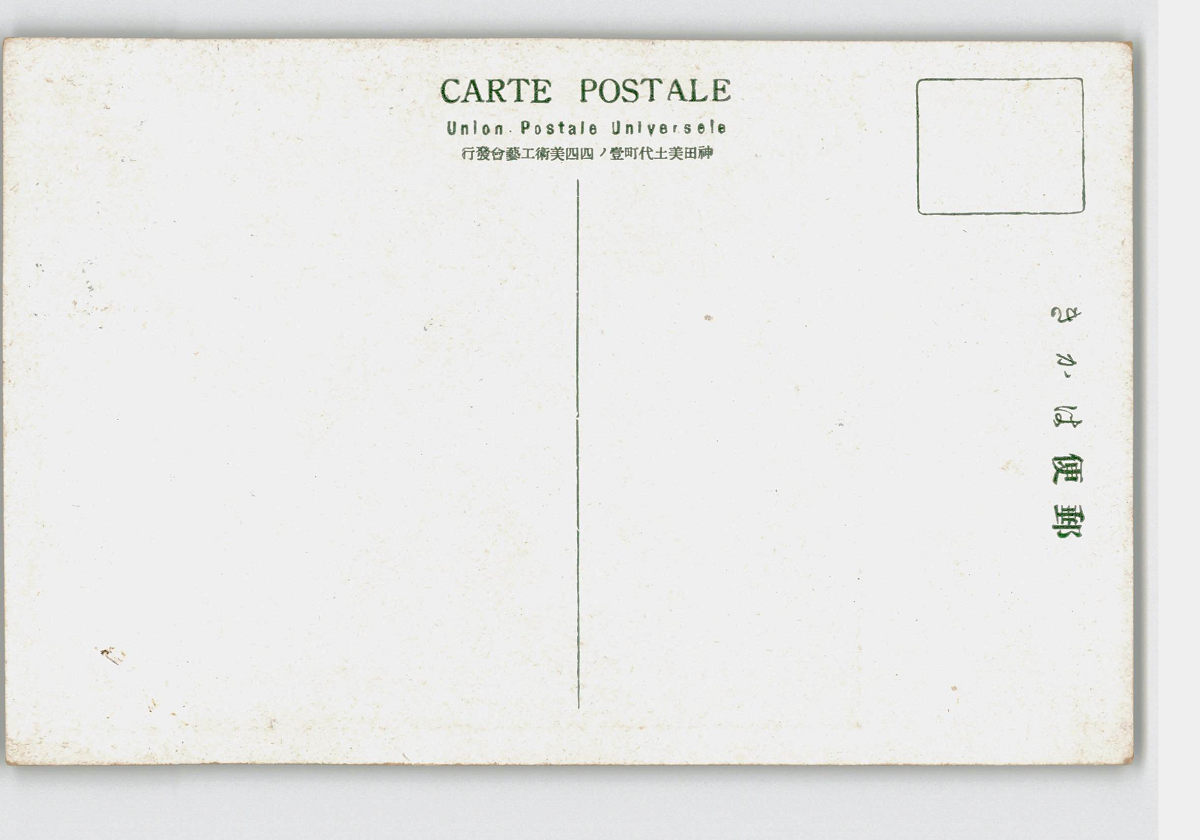 CARTE POSTALE
Union Postale Universele
神田美土代町壹ノ四四美術工藝會發行
郵便はかき